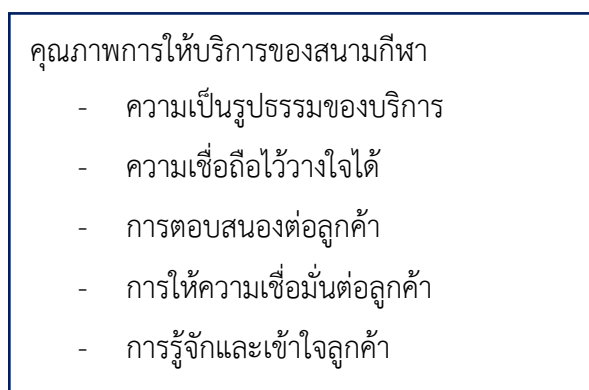 คุณภาพการให้บริการของสนามกีฬา
- ความเป็นรูปธรรมของบริการ
- ความเชื่อถือไว้วางใจได้
- การตอบสนองต่อลูกค้า
- การให้ความเชื่อมั่นต่อลูกค้า
- การรู้จักและเข้าใจลูกค้า